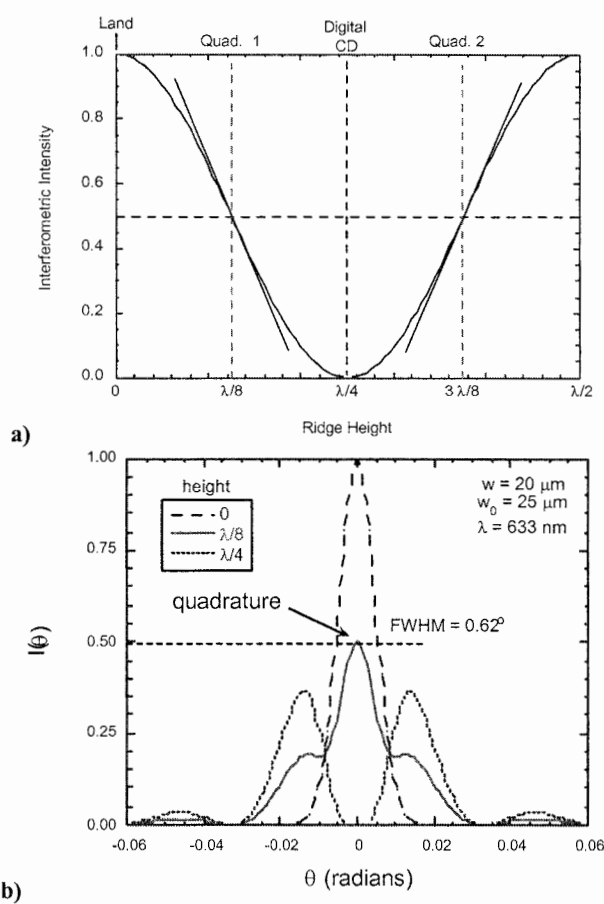 Land
Digital
Quad. 1
CD
Quad. 2
Interferometric Intensity
1.0
0.8
0.6
0.4
0.2
0.0
0
λ/8
λ/4
3 λ/8
λ/2
Ridge Height
a)
height
0
λ/8
λ/4
w = 20 μm
w₀ = 25 μm
λ = 633 nm
quadrature
FWHM = 0.62⁰
I(θ)
1.00
0.75
0.50
0.25
0.00
-0.06
-0.04
-0.02
0
0.02
0.04
0.06
θ (radians)
b)